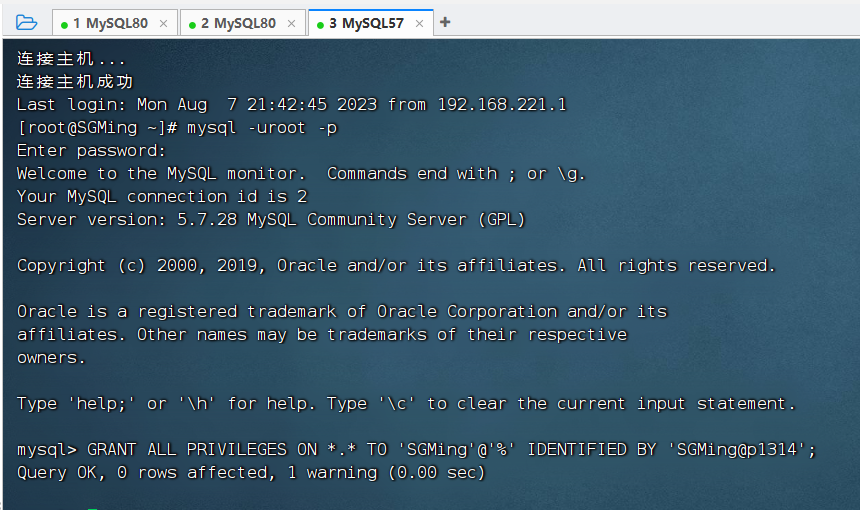 1 MySQL80 × 2 MySQL80 × 3 MySQL57 × +
连接主机...
连接主机成功
Last login: Mon Aug  7 21:42:45 2023 from 192.168.221.1
[root@SGMing ~]# mysql -uroot -p
Enter password:
Welcome to the MySQL monitor.  Commands end with ; or \g.
Your MySQL connection id is 2
Server version: 5.7.28 MySQL Community Server (GPL)
Copyright (c) 2000, 2019, Oracle and/or its affiliates. All rights reserved.
Oracle is a registered trademark of Oracle Corporation and/or its
affiliates. Other names may be trademarks of their respective
owners.
Type 'help;' or '\h' for help. Type '\c' to clear the current input statement.
mysql> GRANT ALL PRIVILEGES ON *.* TO 'SGMing'@'%' IDENTIFIED BY 'SGMing@p1314';
Query OK, 0 rows affected, 1 warning (0.00 sec)